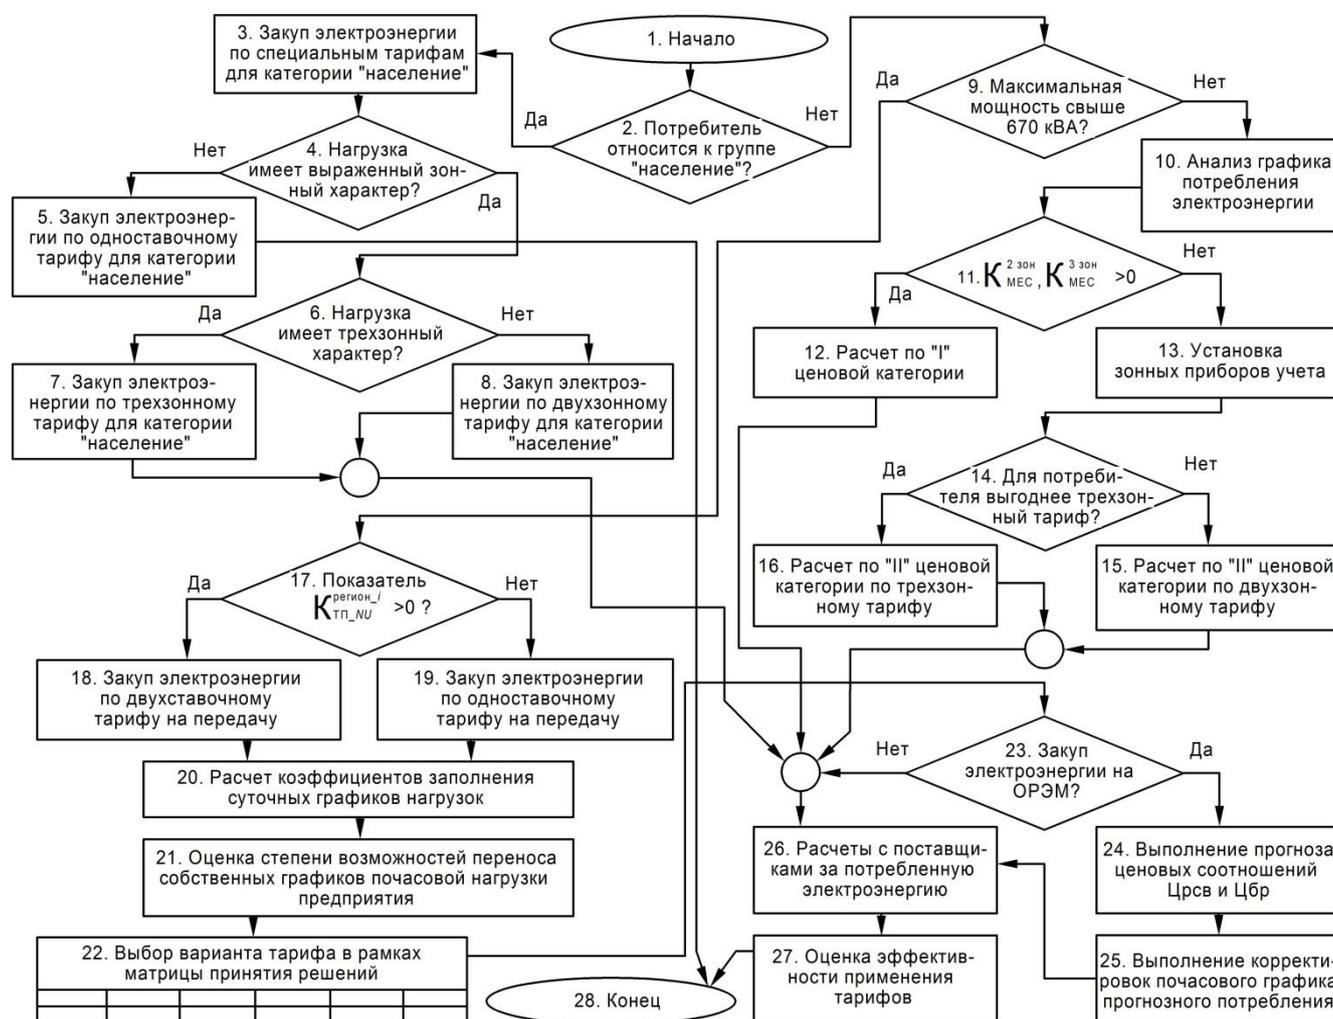 1. Начало
2. Потребитель
относится к группе
"население"?
Да
Нет
3. Закуп электроэнергии
по специальным тарифам
для категории "население"
4. Нагрузка
имеет выраженный зон-
ный характер?
Нет
Да
5. Закуп электроэнер-
гии по одноставочному
тарифу для категории
"население"
6. Нагрузка
имеет трехзонный
характер?
Да
Нет
7. Закуп электроэ-
нергии по трехзонному
тарифу для категории
"население"
8. Закуп электроэ-
нергии по двухзонному
тарифу для категории
"население"
9. Максимальная
мощность свыше
670 кВА?
Да
Нет
10. Анализ графика
потребления
электроэнергии
11. К 2 зон МЕС, К 3 зон МЕС >0
Да
Нет
12. Расчет по "I"
ценовой категории
13. Установка
зонных приборов учета
14. Для потреби-
теля выгоднее трехзон-
ный тариф?
Да
Нет
16. Расчет по "II" ценовой
категории по трехзон-
ному тарифу
15. Расчет по "II" ценовой
категории по двухзон-
ному тарифу
17. Показатель
К регион_i ТП_NU >0 ?
Да
Нет
18. Закуп электроэнергии
по двухставочному
тарифу на передачу
19. Закуп электроэнергии
по одноставочному
тарифу на передачу
20. Расчет коэффициентов заполнения
суточных графиков нагрузок
21. Оценка степени возможностей переноса
собственных графиков почасовой нагрузки
предприятия
22. Выбор варианта тарифа в рамках
матрицы принятия решений
23. Закуп
электроэнергии на
ОРЭМ?
Нет
Да
24. Выполнение прогноза
ценовых соотношений
Црсв и Цбр
25. Выполнение корректи-
ровок почасового графика
прогнозного потребления
26. Расчеты с поставщи-
ками за потребленную
электроэнергию
27. Оценка эффектив-
ности применения
тарифов
28. Конец